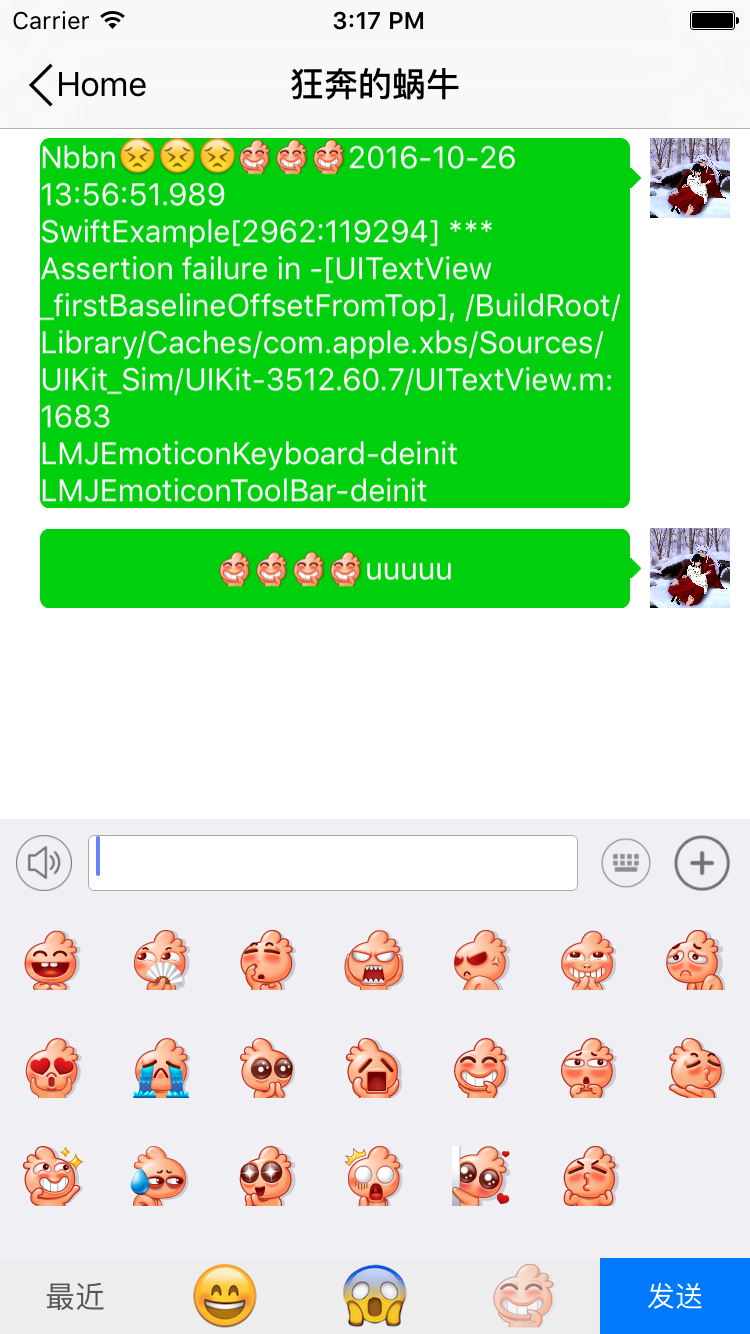 Carrier 3:17 PM
Home 狂奔的蜗牛
Nbbn😣😣😣2016-10-26
13:56:51.989
SwiftExample[2962:119294] ***
Assertion failure in -[UITextView
_firstBaselineOffsetFromTop], /BuildRoot/
Library/Caches/com.apple.xbs/Sources/
UIKit_Sim/UIKit-3512.60.7/UITextView.m:
1683
LMJEmoticonKeyboard-deinit
LMJEmoticonToolBar-deinit
uuuuu
最近 😄 😱 发送